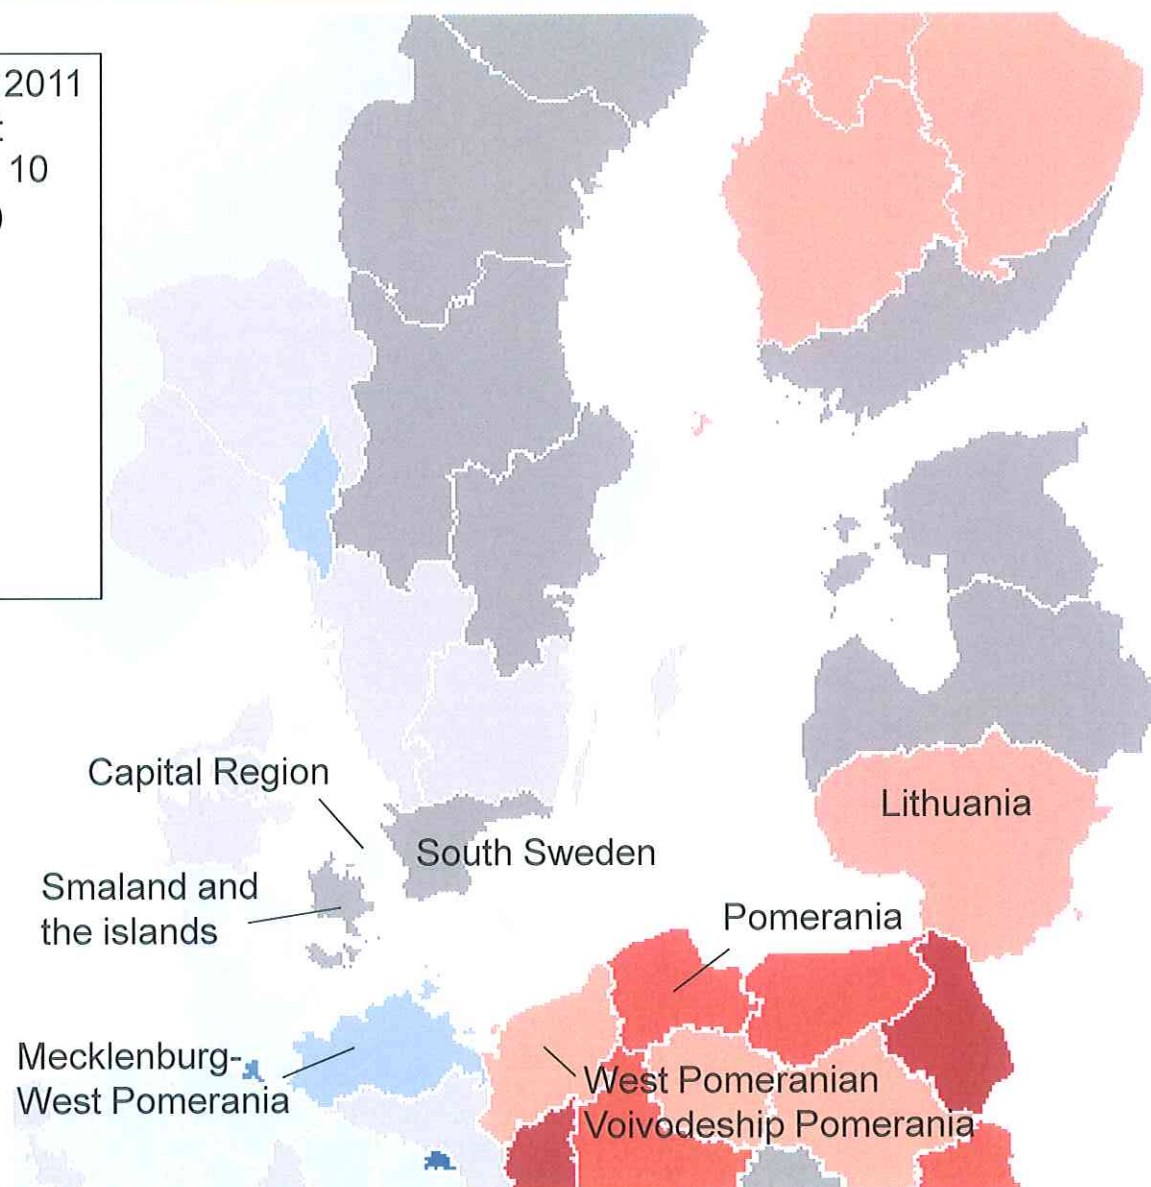 2011
10
Capital Region
Lithuania
South Sweden
Smaland and
the islands
Pomerania
Mecklenburg-
West Pomerania
West Pomeranian
Voivodeship Pomerania